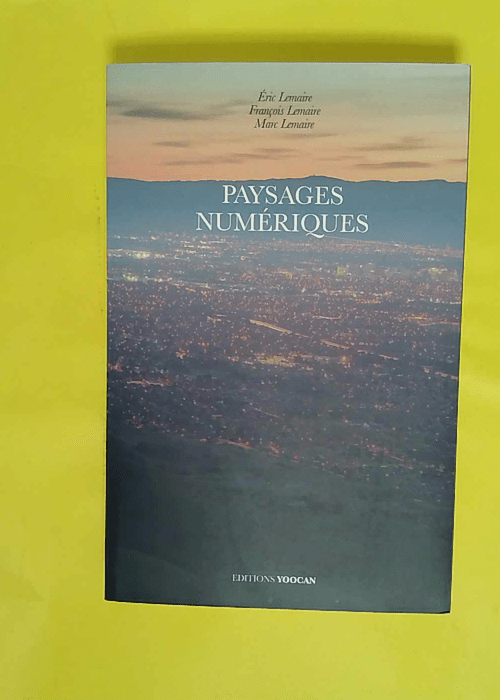 Éric Lemaire
François Lemaire
Marc Lemaire
PAYSAGES
NUMÉRIQUES
EDITIONS YOOCAN